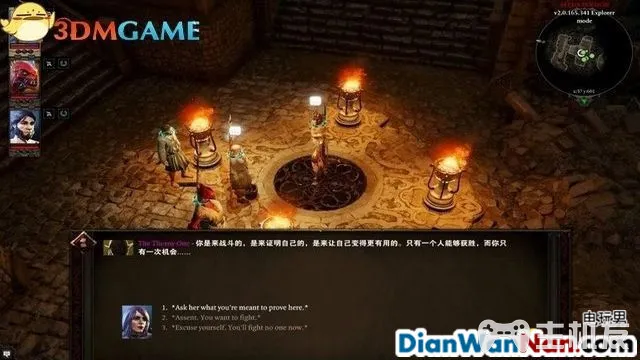 3DMGAME
v2.0.165.341 Explorer
mode
The Thorny One - 你是来战斗的，是来证明自己的，是来让自己变得更有用的。只有一个人能够获胜，而你只
有一次机会……
1. *Ask her what you're meant to prove here.*
2. *Assent. You want to fight.*
3. *Excuse yourself. You'll fight no one now.*
电玩男
DianWanNan.com